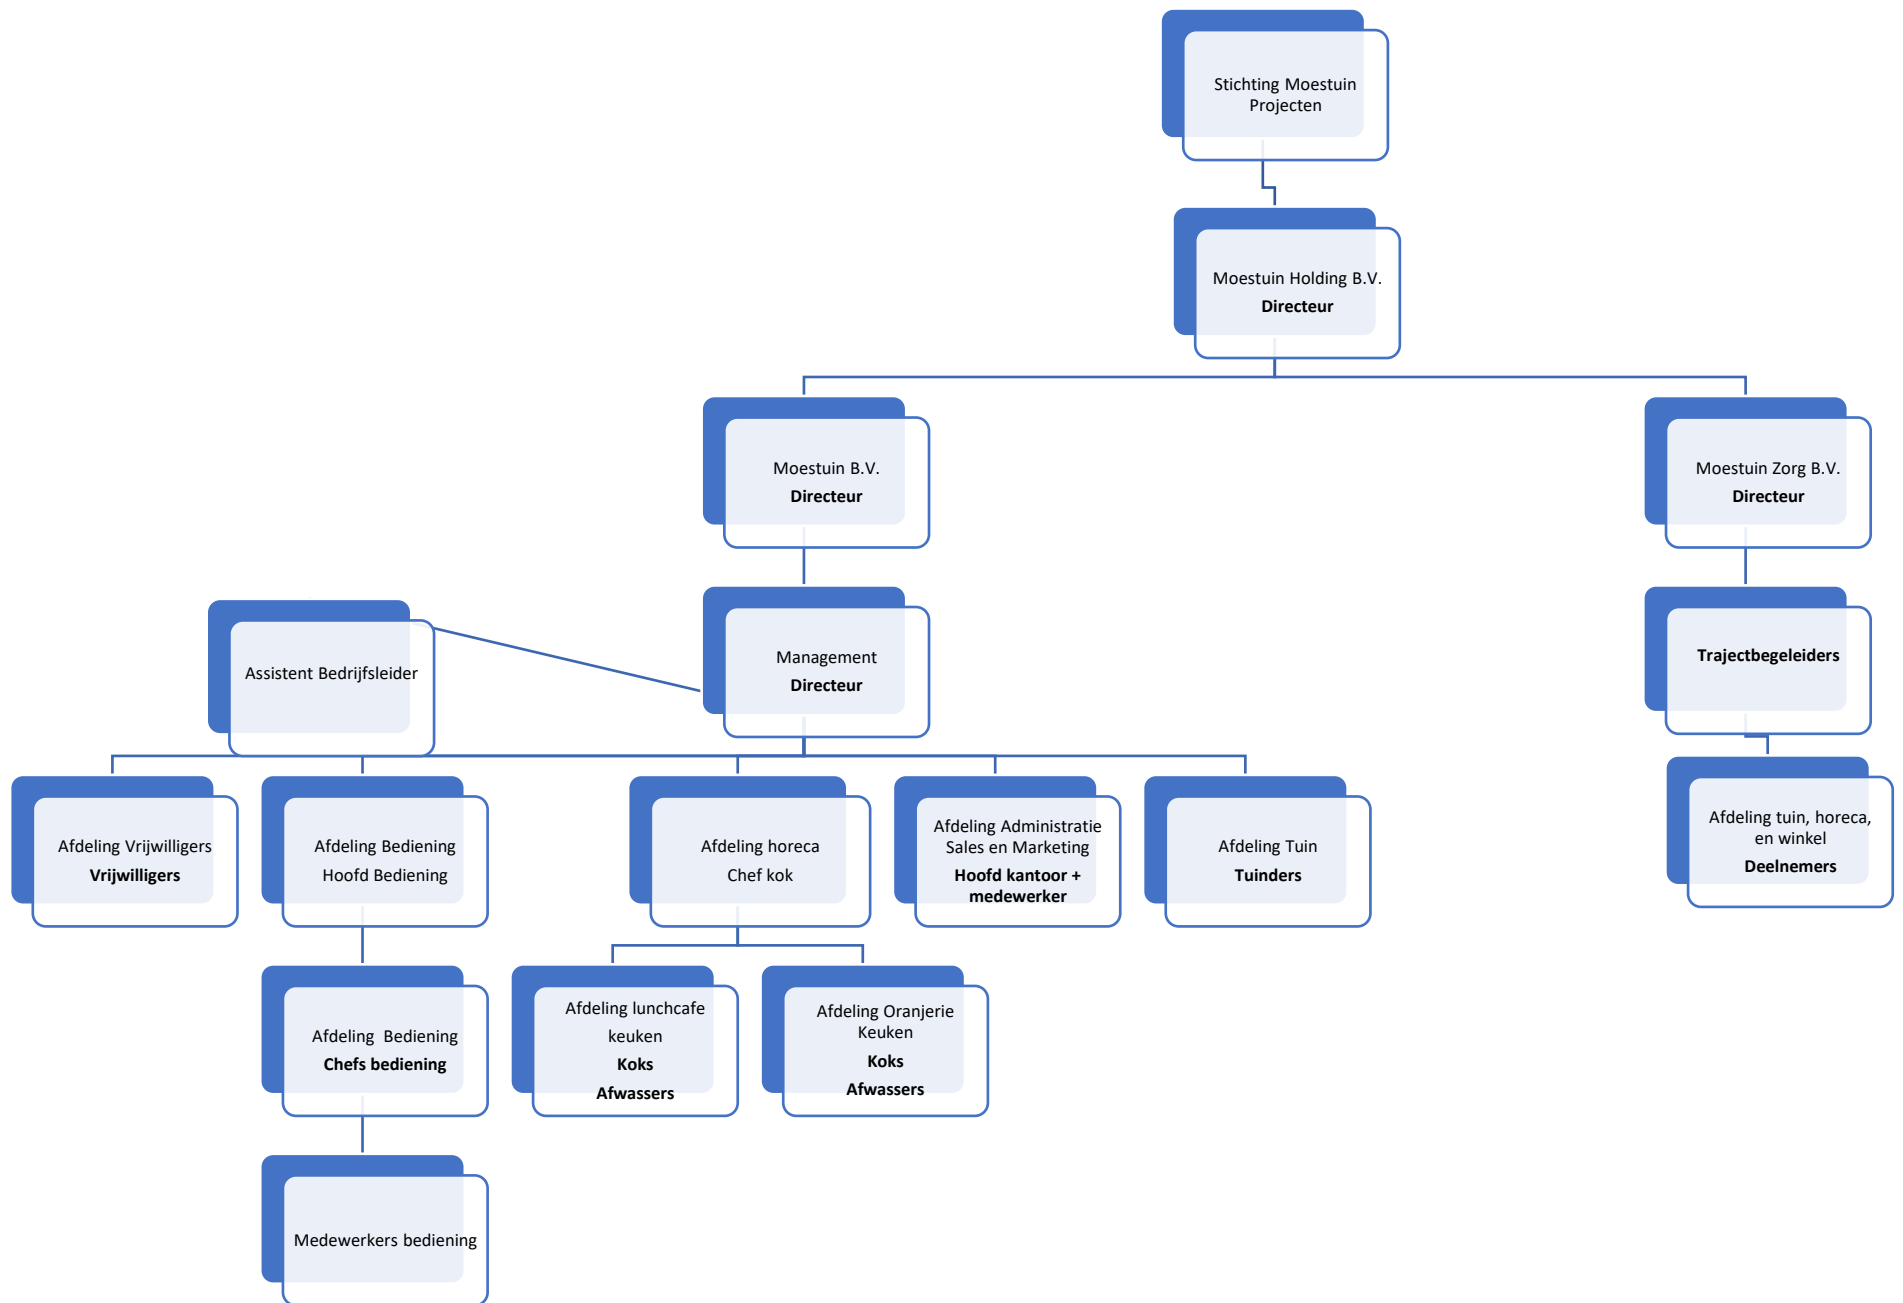 Stichting Moestuin
Projecten
Moestuin Holding B.V.
Directeur
Moestuin B.V.
Directeur
Moestuin Zorg B.V.
Directeur
Assistent Bedrijfsleider
Management
Directeur
Trajectbegeleiders
Afdeling Vrijwilligers
Vrijwilligers
Afdeling Bediening
Hoofd Bediening
Afdeling horeca
Chef kok
Afdeling Administratie
Sales en Marketing
Hoofd kantoor +
medewerker
Afdeling Tuin
Tuinders
Afdeling tuin, horeca,
en winkel
Deelnemers
Afdeling  Bediening
Chefs bediening
Afdeling lunchcafe
keuken
Koks
Afwassers
Afdeling Oranjerie
Keuken
Koks
Afwassers
Medewerkers bediening